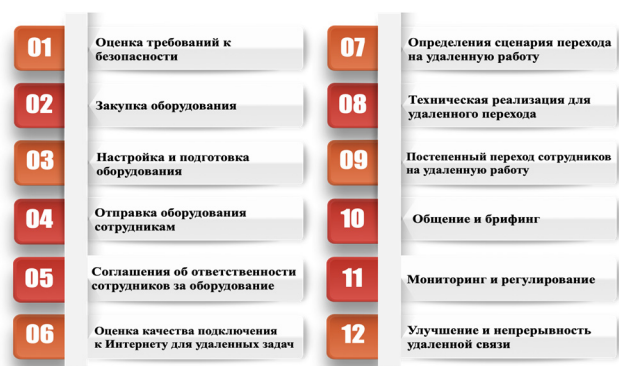 01
Оценка требований к
безопасности
02
Закупка оборудования
03
Настройка и подготовка
оборудования
04
Отправка оборудования
сотрудникам
05
Соглашения об ответственности
сотрудников за оборудование
06
Оценка качества подключения
к Интернету для удаленных задач
07
Определения сценария перехода
на удаленную работу
08
Техническая реализация для
удаленного перехода
09
Постепенный переход сотрудников
на удаленную работу
10
Общение и брифинг
11
Мониторинг и регулирование
12
Улучшение и непрерывность
удаленной связи